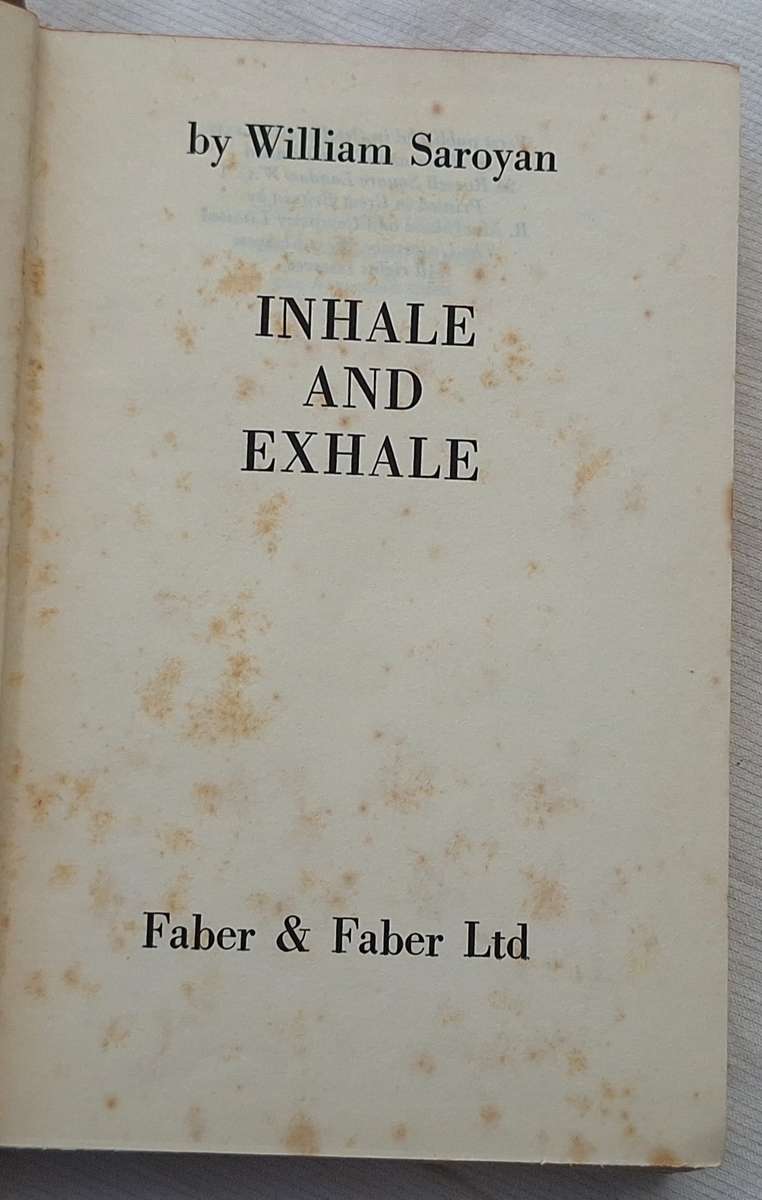 by William Saroyan
INHALE
AND
EXHALE
Faber & Faber Ltd